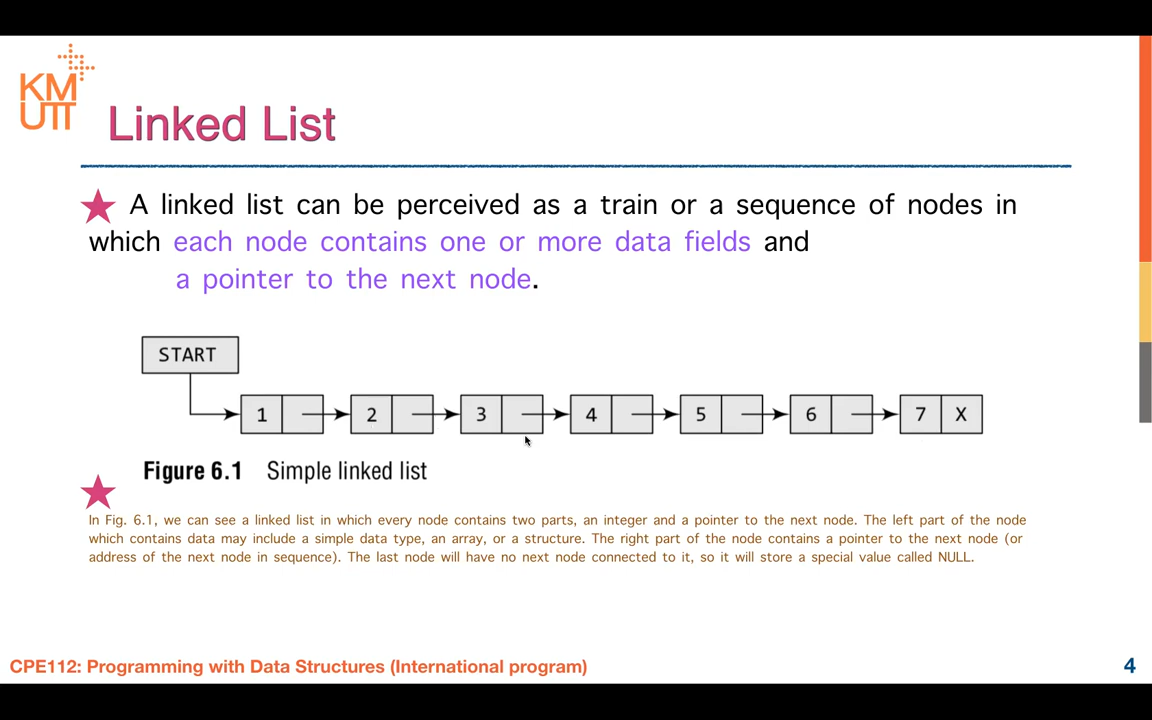 KM
UTT
Linked List
A linked list can be perceived as a train or a sequence of nodes in
which each node contains one or more data fields and
a pointer to the next node.
START
1 2 3 4 5 6 7 X
Figure 6.1 Simple linked list
In Fig. 6.1, we can see a linked list in which every node contains two parts, an integer and a pointer to the next node. The left part of the node
which contains data may include a simple data type, an array, or a structure. The right part of the node contains a pointer to the next node (or
address of the next node in sequence). The last node will have no next node connected to it, so it will store a special value called NULL.
CPE112: Programming with Data Structures (International program)
4